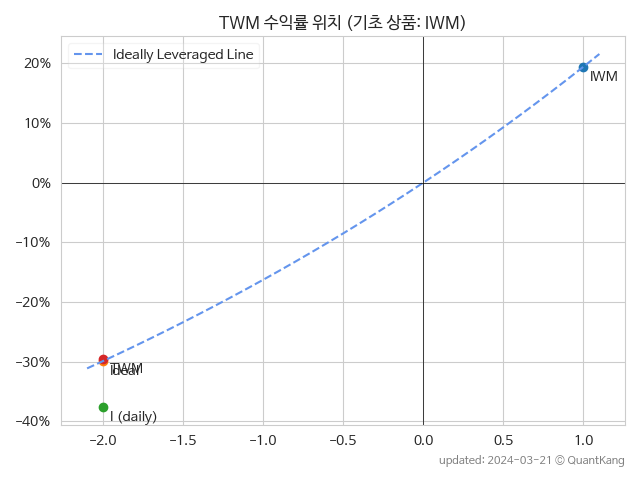 TWM 수익률 위치 (기초 상품: IWM)
Ideally Leveraged Line
20%
10%
0%
−10%
−20%
−30%
−40%
IWM
TWM
Ideal
I (daily)
−2.0 −1.5 −1.0 −0.5 0.0 0.5 1.0
updated: 2024-03-21 © QuantKang